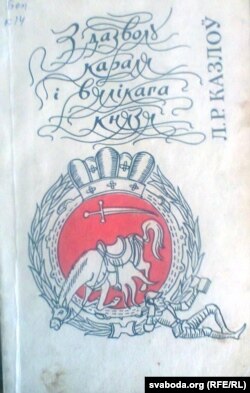 З дазволу
караля
і вялікага
князя
Л.Р. КАЗЛОЎ
svaboda.org (RFE/RL)